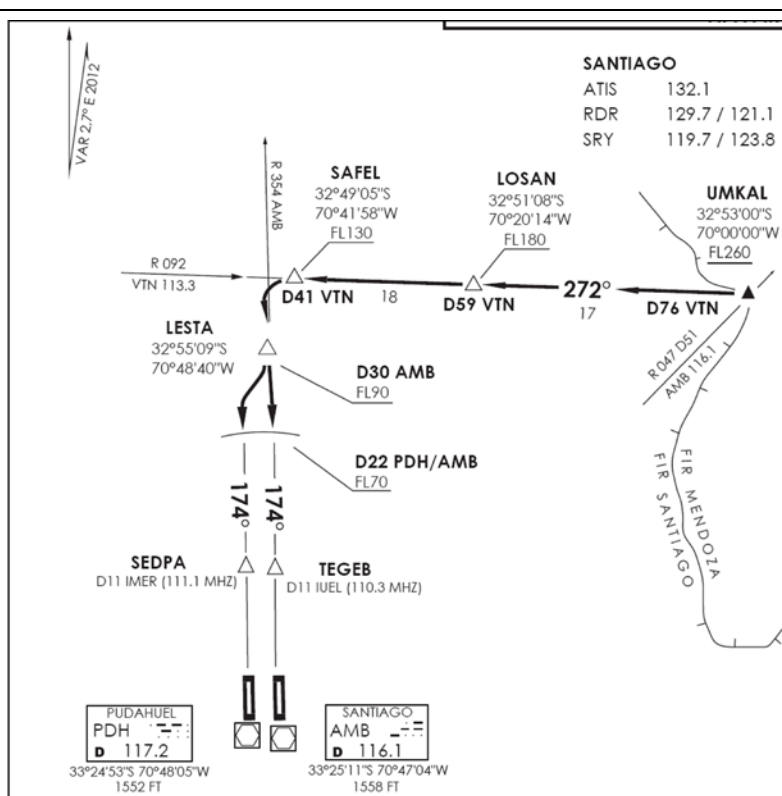 SANTIAGO
ATIS 132.1
RDR 129.7 / 121.1
SRY 119.7 / 123.8
VAR 2.7° E 2012
R 354 AMB
SAFEL
32°49'05"S
70°41'58"W
FL130
LOSAN
32°51'08"S
70°20'14"W
FL180
UMKAL
32°53'00"S
70°00'00"W
FL260
R 092
VTN 113.3
D41 VTN
18
D59 VTN
272°
17
D76 VTN
R 047 D51
AMB 116.1
LESTA
32°55'09"S
70°48'40"W
D30 AMB
FL90
D22 PDH/AMB
FL70
174°
174°
FIR MENDOZA
FIR SANTIAGO
SEDPA
D11 IMER (111.1 MHZ)
TEGEB
D11 IUEL (110.3 MHZ)
PUDAHUEL
PDH
D 117.2
33°24'53"S 70°48'05"W
1552 FT
SANTIAGO
AMB
D 116.1
33°25'11"S 70°47'04"W
1558 FT